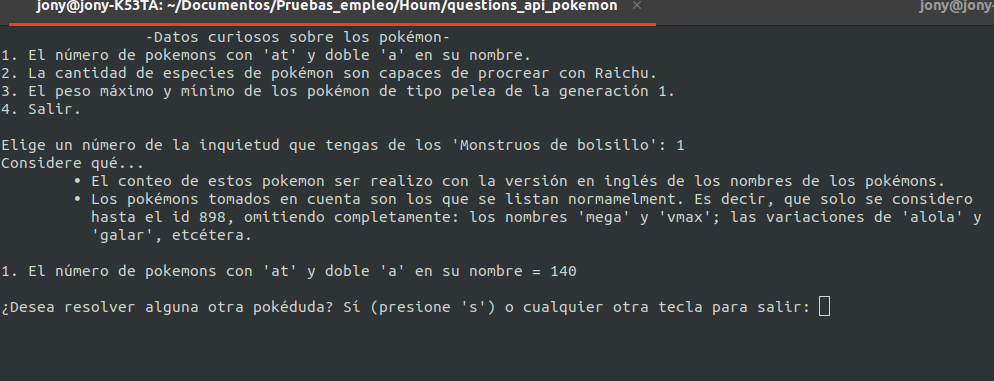 jony@jony-K53TA: ~/Documentos/Pruebas_empleo/Houm/questions_api_pokemon × jony@jony-
-Datos curiosos sobre los pokémon-
1. El número de pokemons con 'at' y doble 'a' en su nombre.
2. La cantidad de especies de pokémon son capaces de procrear con Raichu.
3. El peso máximo y mínimo de los pokémon de tipo pelea de la generación 1.
4. Salir.
Elige un número de la inquietud que tengas de los 'Monstruos de bolsillo': 1
Considere qué...
• El conteo de estos pokemon ser realizo con la versión en inglés de los nombres de los pokémons.
• Los pokémons tomados en cuenta son los que se listan normamelment. Es decir, que solo se considero
hasta el id 898, omitiendo completamente: los nombres 'mega' y 'vmax'; las variaciones de 'alola' y
'galar', etcétera.
1. El número de pokemons con 'at' y doble 'a' en su nombre = 140
¿Desea resolver alguna otra pokéduda? Sí (presione 's') o cualquier otra tecla para salir: